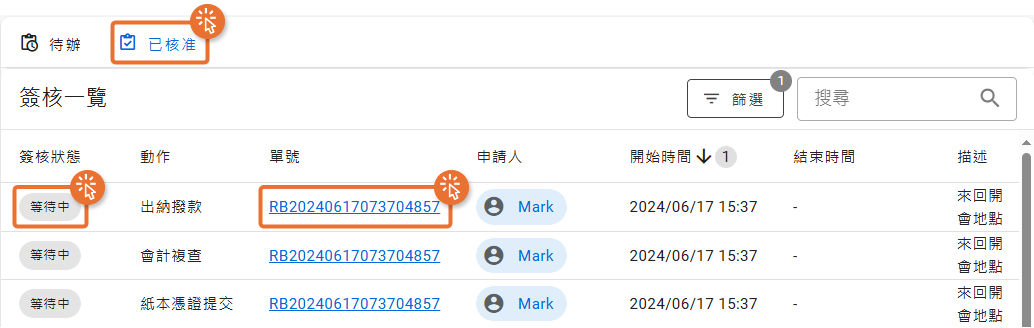 待辦 已核准
簽核一覽 篩選 1 搜尋
簽核狀態 動作 單號 申請人 開始時間 1 結束時間 描述
等待中 出納撥款 RB20240617073704857 Mark 2024/06/17 15:37 - 來回開
會地點
等待中 會計複查 RB20240617073704857 Mark 2024/06/17 15:37 - 來回開
會地點
等待中 紙本憑證提交 RB20240617073704857 Mark 2024/06/17 15:37 - 來回開
會地點